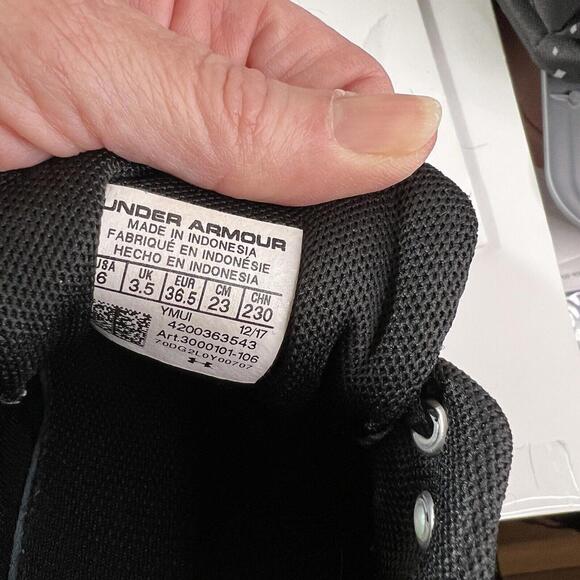 UNDER ARMOUR
MADE IN INDONESIA
FABRIQUÉ EN INDONÉSIE
HECHO EN INDONESIA
USA UK EUR CM CHN
6 3.5 36.5 23 230
YMUI 12/17
4200363543
Art.3000101-106
70DG2L0Y00707